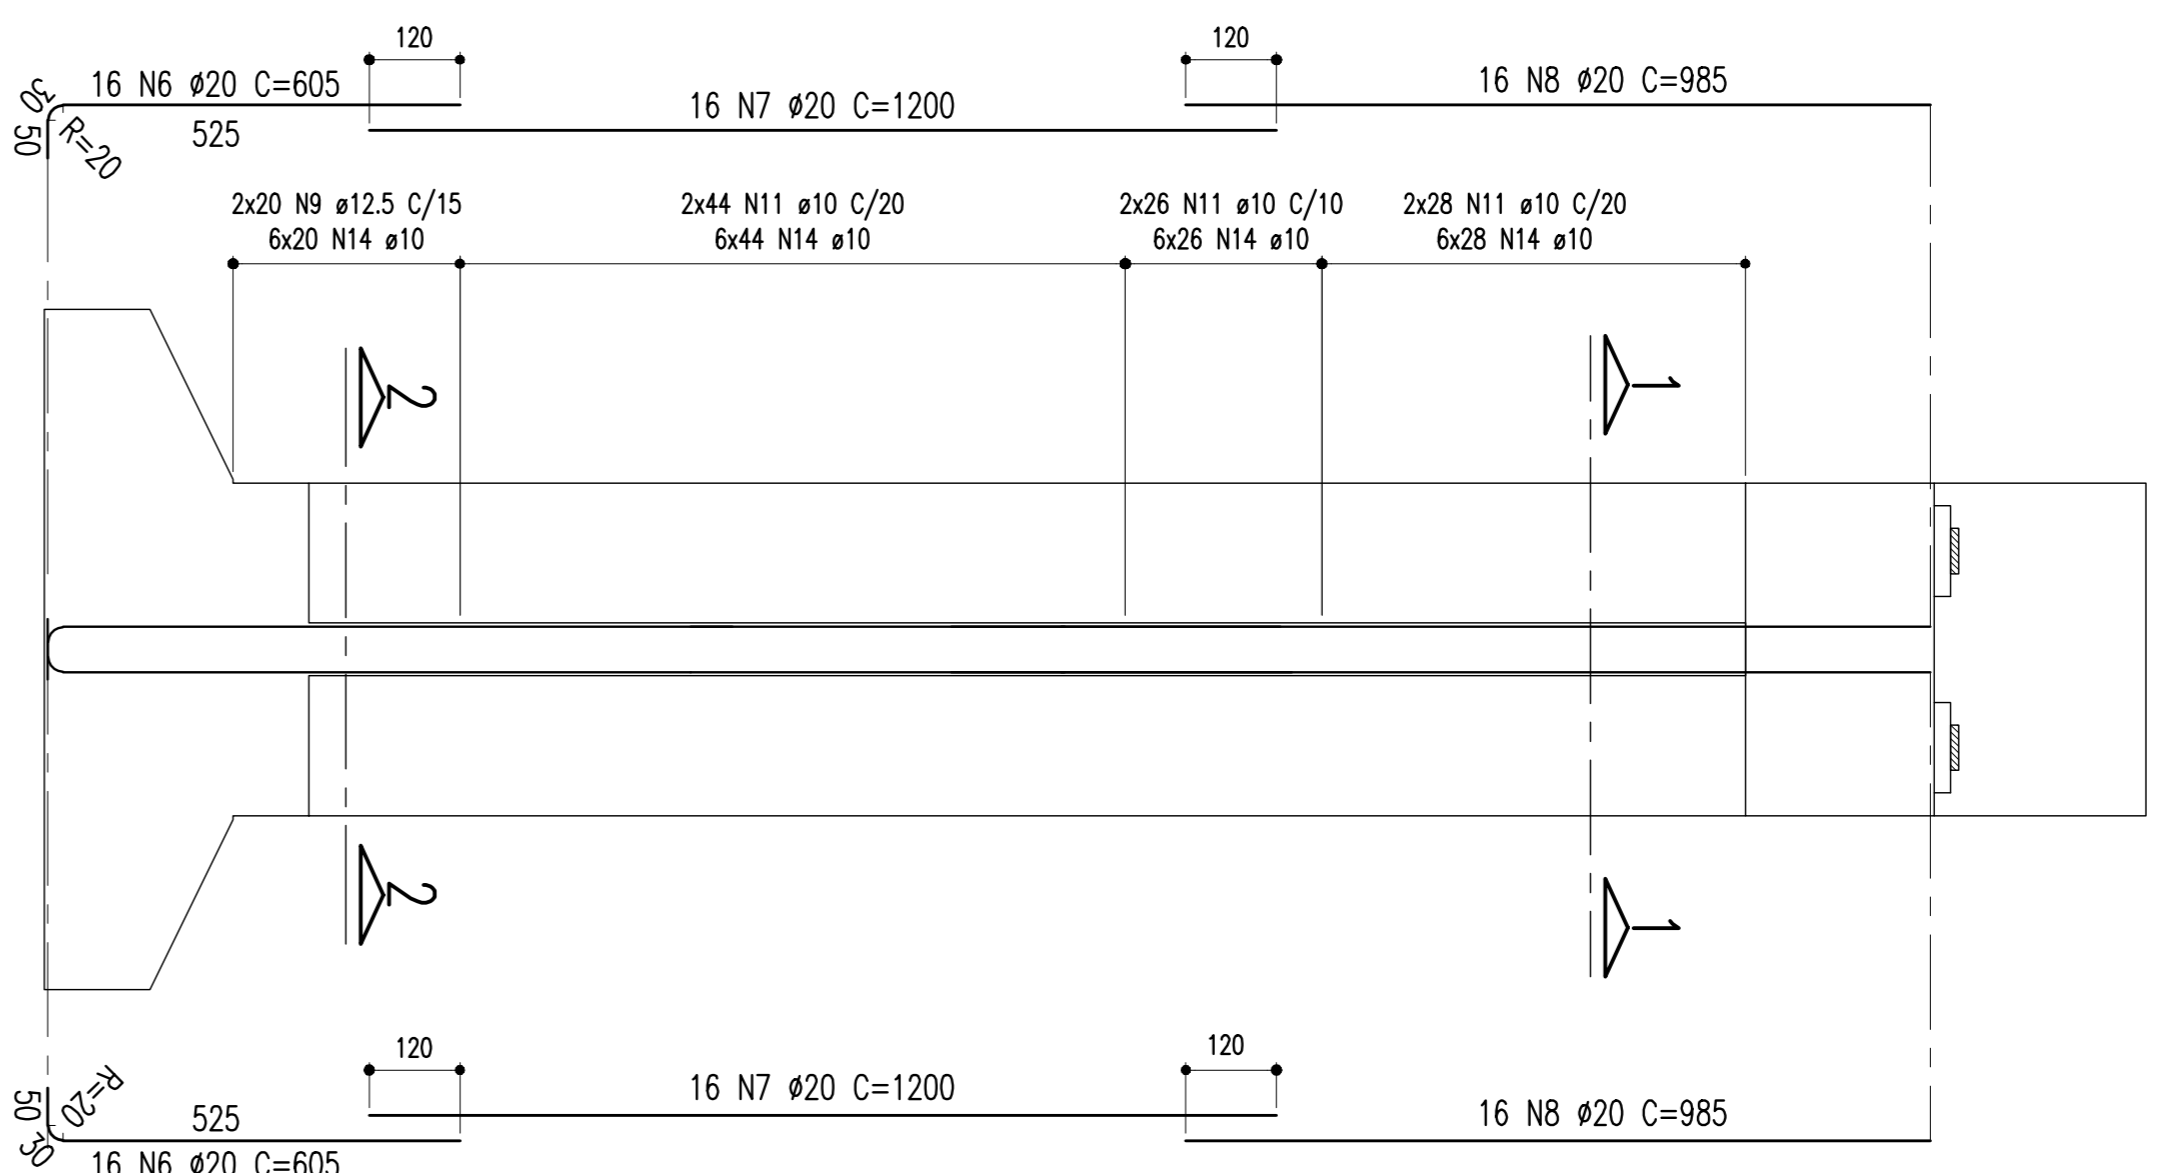 120
120
16 N6 ø20 C=605
16 N7 ø20 C=1200
16 N8 ø20 C=985
30
50
R=20
525
2x20 N9 ø12.5 C/15
6x20 N14 ø10
2x44 N11 ø10 C/20
6x44 N14 ø10
2x26 N11 ø10 C/10
6x26 N14 ø10
2x28 N11 ø10 C/20
6x28 N14 ø10
2
1
2
1
120
120
50
30
R=20
525
16 N6 ø20 C=605
16 N7 ø20 C=1200
16 N8 ø20 C=985